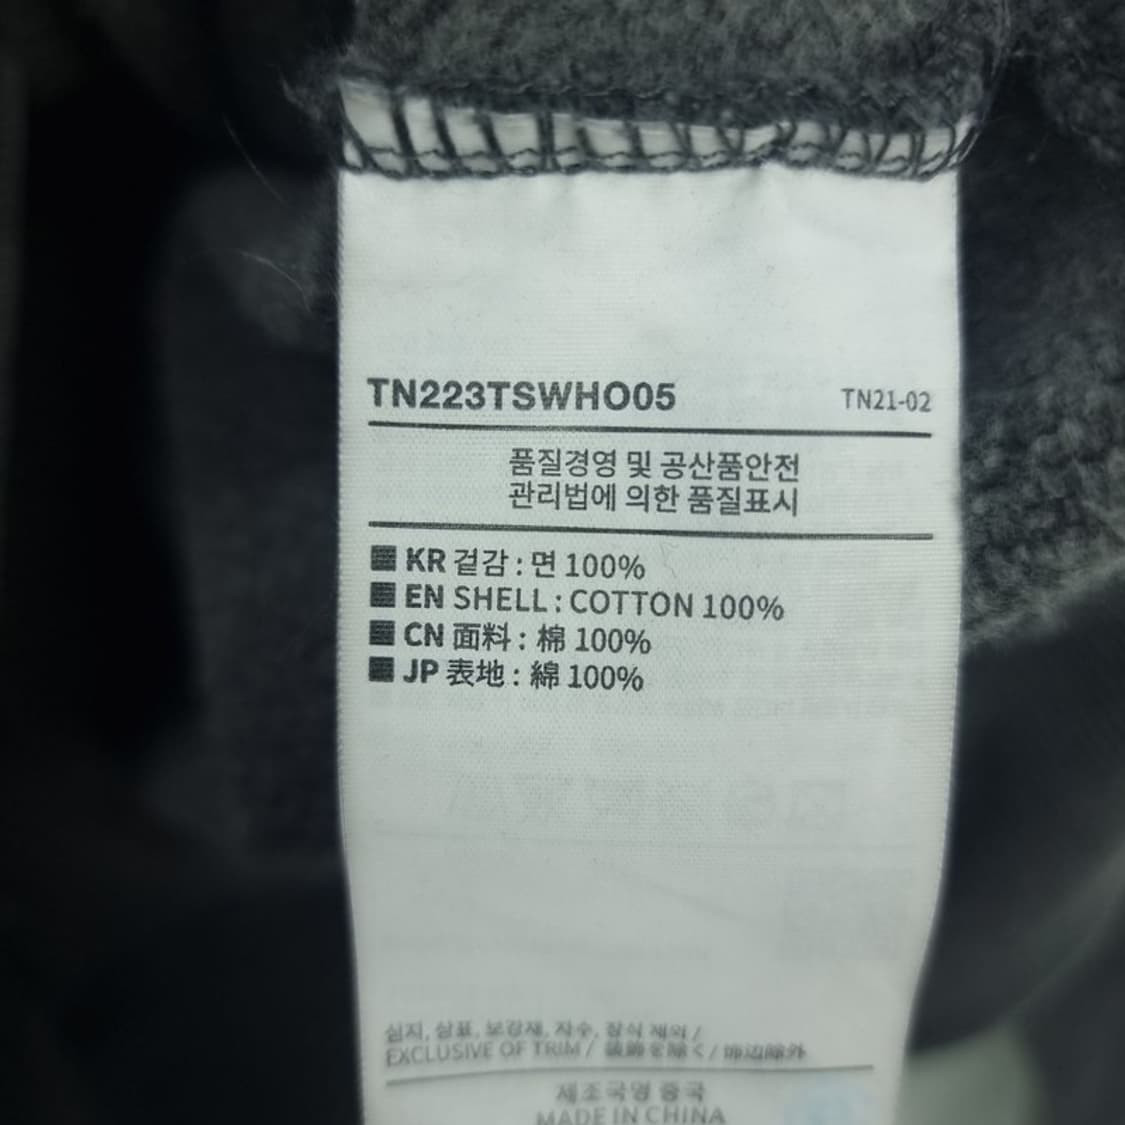 TN223TSWHO05 TN21-02
품질경영 및 공산품안전
관리법에 의한 품질표시
KR 겉감 : 면 100%
EN SHELL : COTTON 100%
CN 面料 : 棉 100%
JP 表地 : 綿 100%
심지, 상표, 보강재, 자수, 장식 제외 /
EXCLUSIVE OF TRIM / 装飾を除く / 饰边除外
제조국명 중국
MADE IN CHINA